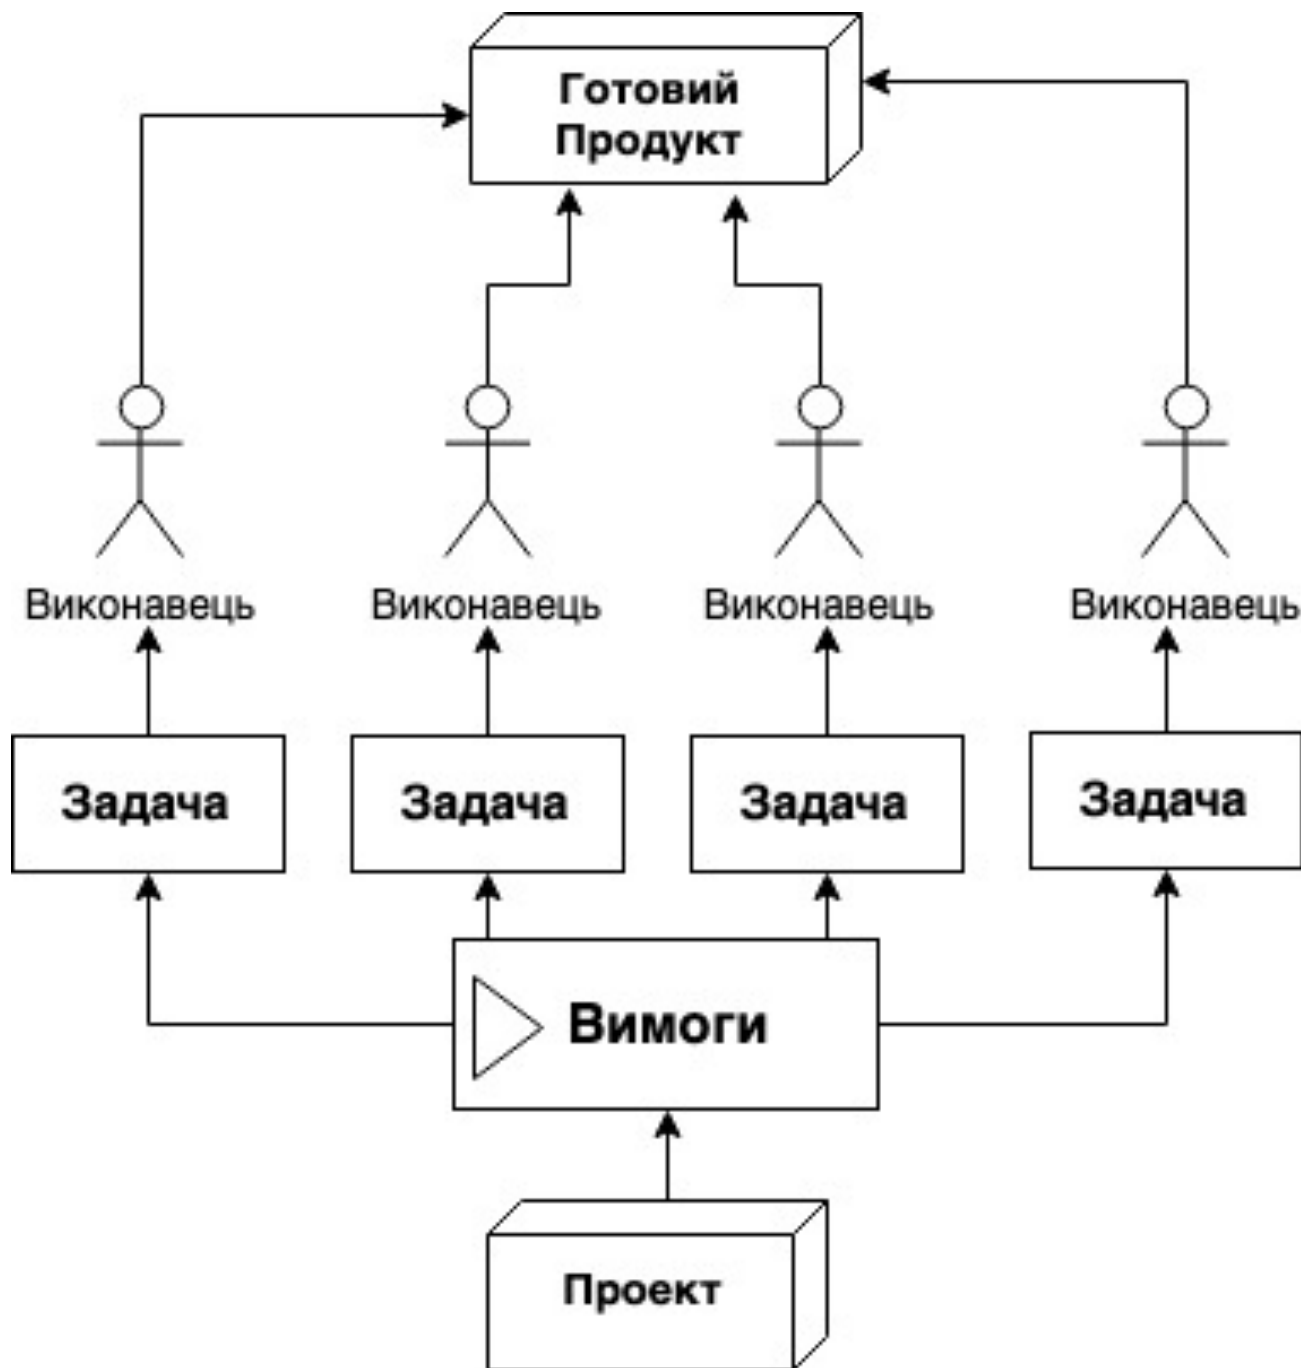 Готовий
Продукт
Виконавець
Виконавець
Виконавець
Виконавець
Задача
Задача
Задача
Задача
Вимоги
Проект